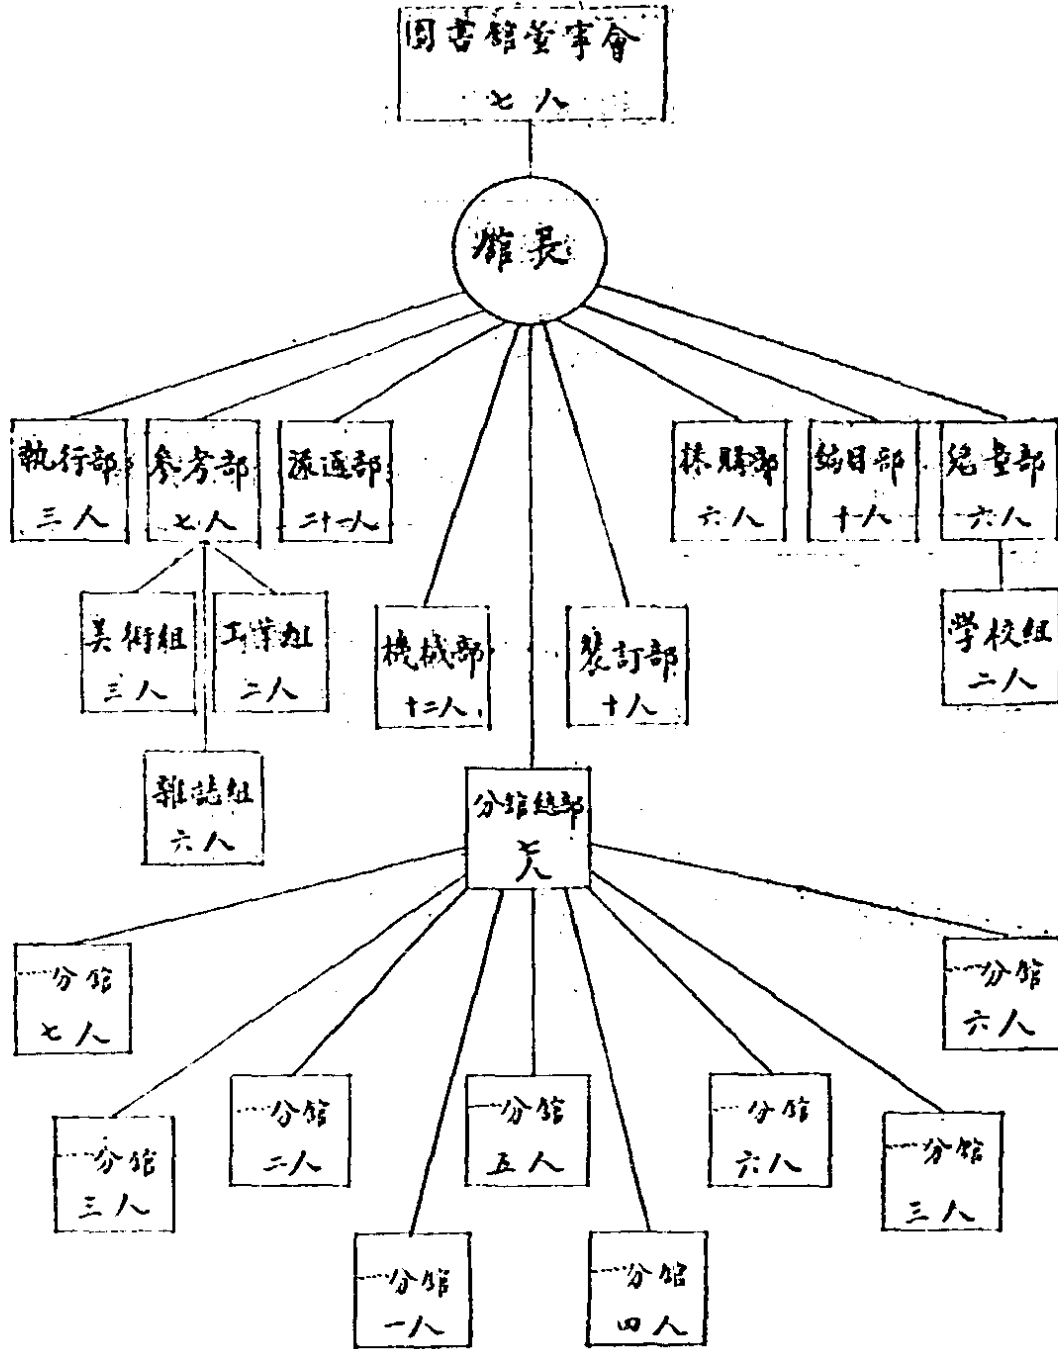 圖書館董事會
七人
館長
執行部
三人
參考部
七人
流通部
二十一人
採購部
六人
編目部
十一人
兒童部
六人
美術組
三人
工業組
二人
機械部
十二人
裝訂部
十人
學校組
二人
雜誌組
六人
分館總部
七人
……分館
七人
……分館
六人
……分館
二人
……分館
五人
……分館
六人
……分館
三人
……分館
三人
……分館
一人
……分館
四人